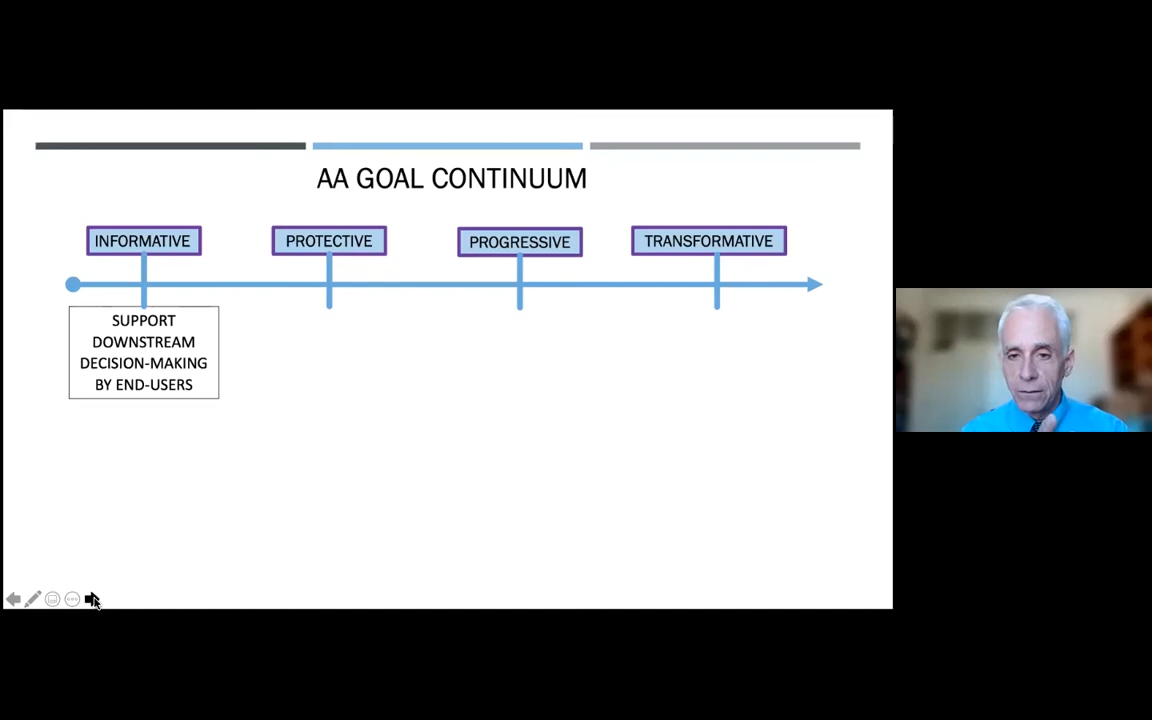 AA GOAL CONTINUUM
INFORMATIVE
PROTECTIVE
PROGRESSIVE
TRANSFORMATIVE
SUPPORT
DOWNSTREAM
DECISION-MAKING
BY END-USERS